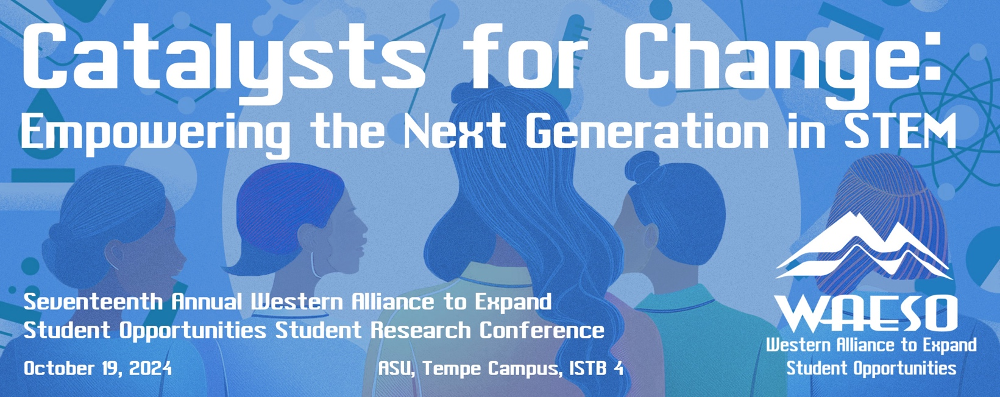 Catalysts for Change:
Empowering the Next Generation in STEM
Seventeenth Annual Western Alliance to Expand
Student Opportunities Student Research Conference
October 19, 2024
ASU, Tempe Campus, ISTB 4
WAESO
Western Alliance to Expand
Student Opportunities